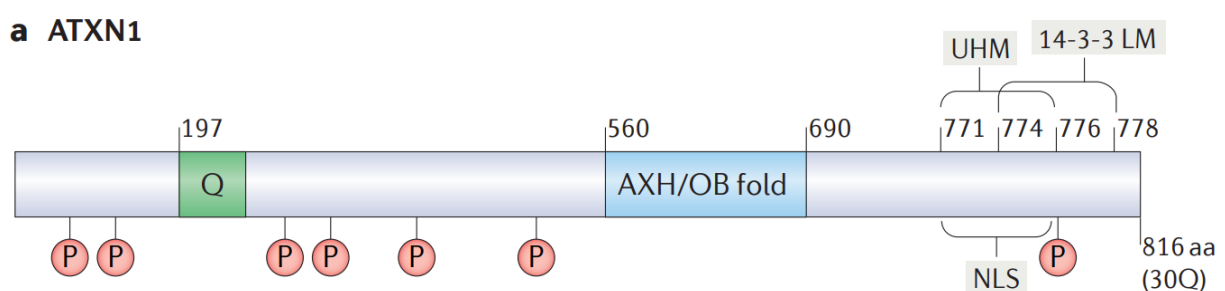 a ATXN1
UHM
14-3-3 LM
197
560
690
771
774
776
778
Q
AXH/OB fold
P
P
P
P
P
P
P
NLS
816 aa
(30Q)